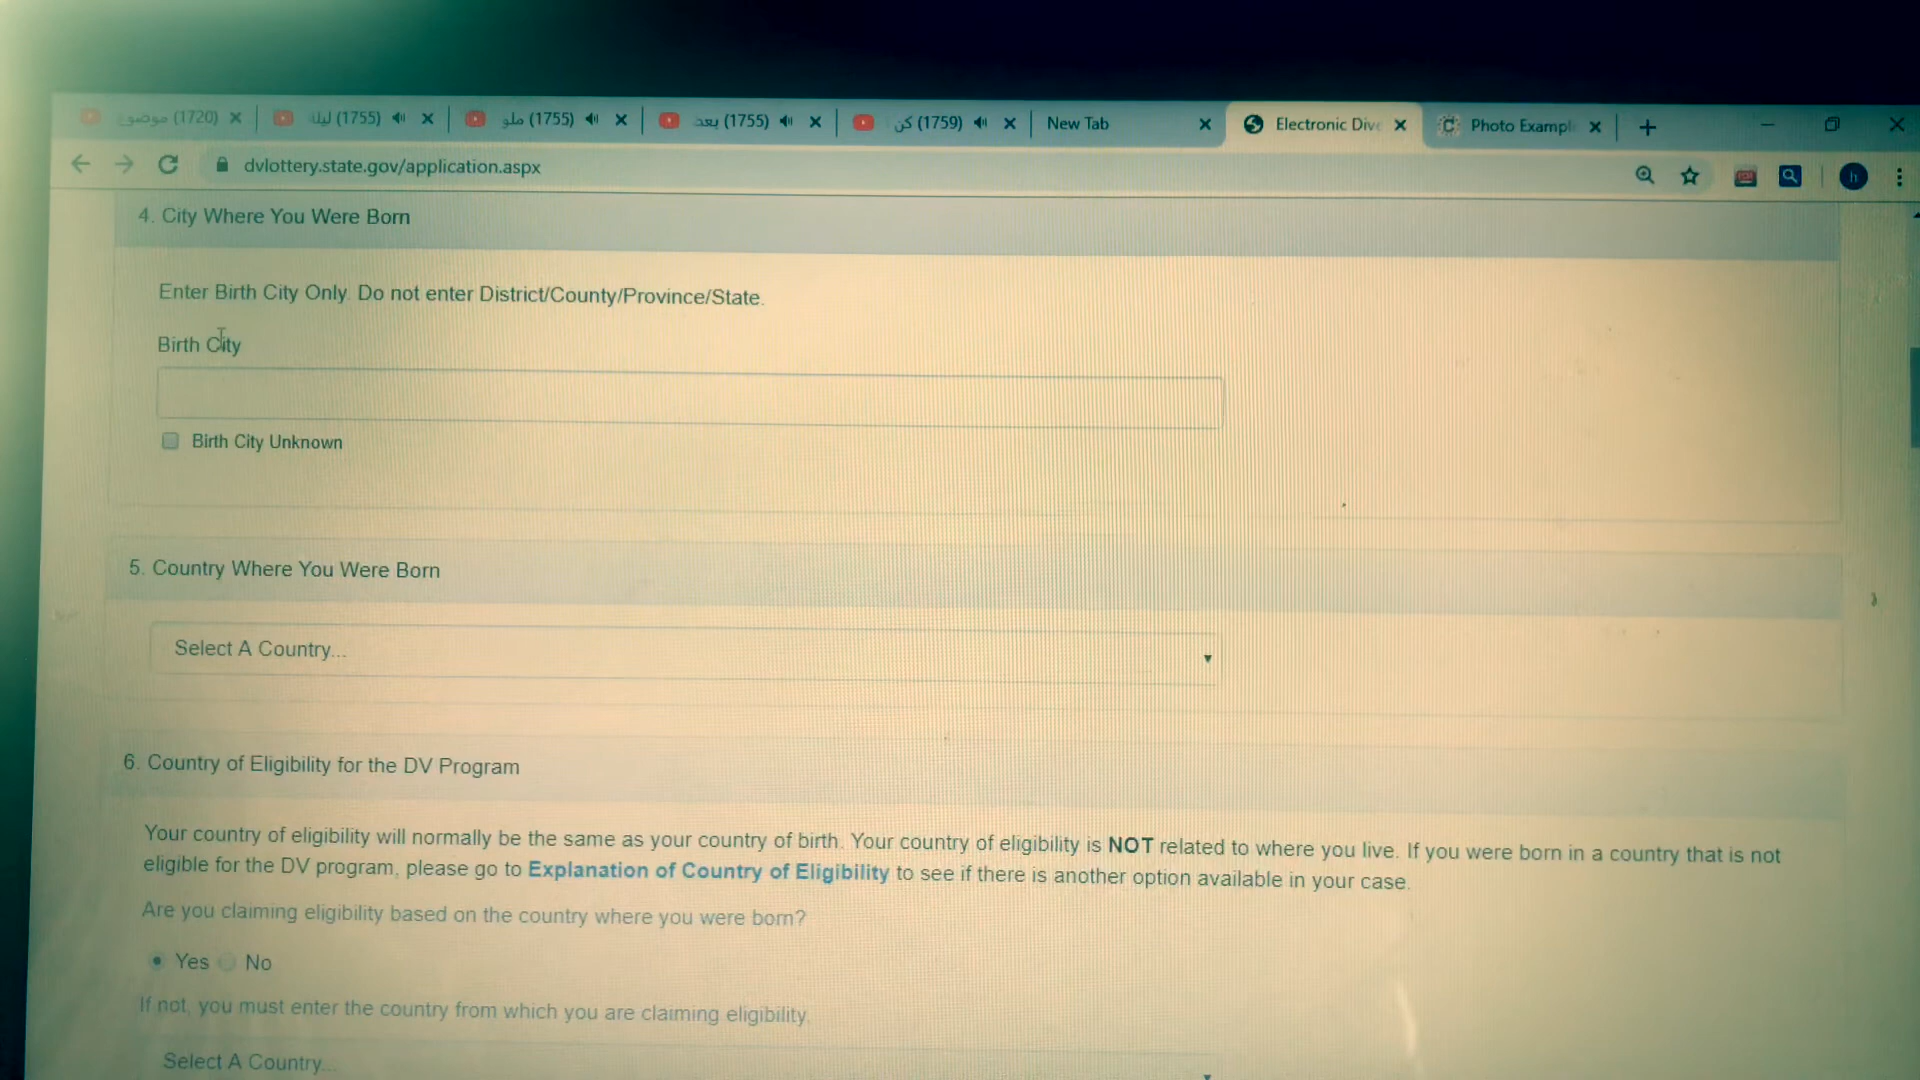 موضوع (1720)
ليلة (1755)
ملو (1755)
بعد (1755)
كن (1759)
New Tab
Electronic Dive
Photo Exampl
dvlottery.state.gov/application.aspx
h
4. City Where You Were Born
Enter Birth City Only. Do not enter District/County/Province/State.
Birth City
Birth City Unknown
5. Country Where You Were Born
Select A Country...
6. Country of Eligibility for the DV Program
Your country of eligibility will normally be the same as your country of birth. Your country of eligibility is NOT related to where you live. If you were born in a country that is not
eligible for the DV program, please go to Explanation of Country of Eligibility to see if there is another option available in your case.
Are you claiming eligibility based on the country where you were born?
Yes No
If not, you must enter the country from which you are claiming eligibility.
Select A Country...